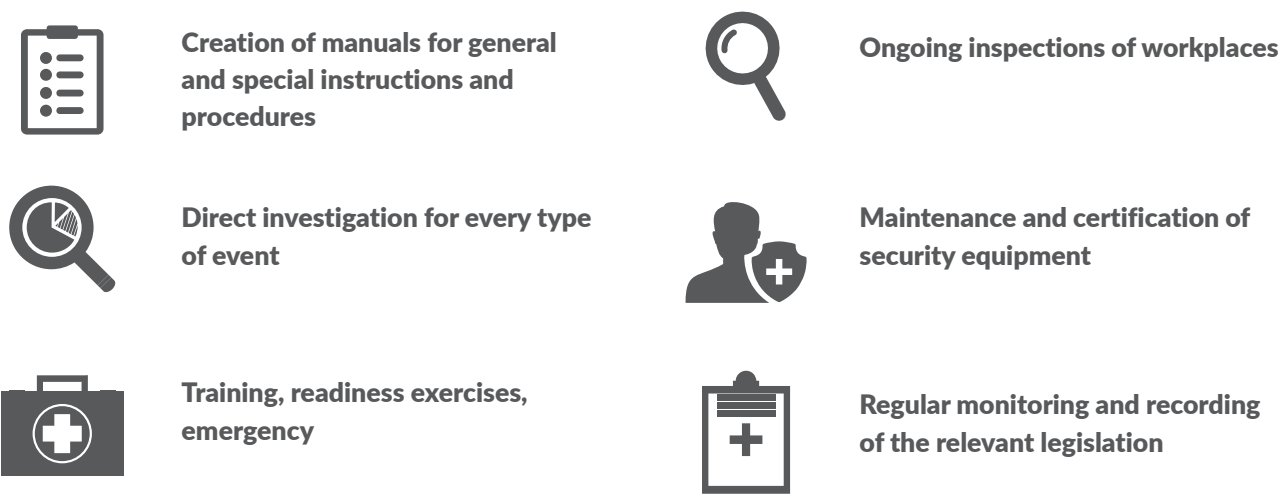 Creation of manuals for general
and special instructions and
procedures
Ongoing inspections of workplaces
Direct investigation for every type
of event
Maintenance and certification of
security equipment
Training, readiness exercises,
emergency
Regular monitoring and recording
of the relevant legislation